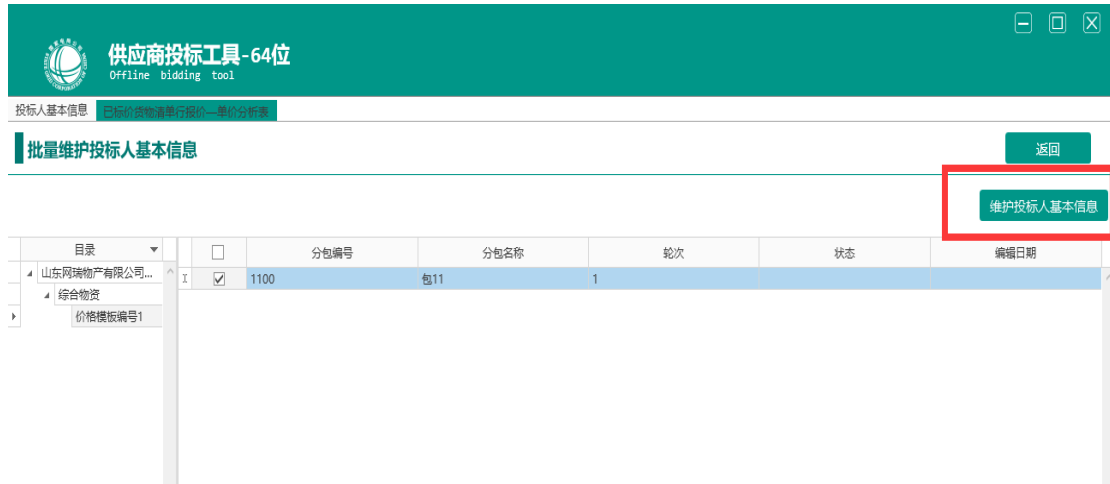 供应商投标工具-64位
Offline bidding tool
投标人基本信息 已标价货物清单行报价—单价分析表
批量维护投标人基本信息 返回
维护投标人基本信息
目录 分包编号 分包名称 轮次 状态 编辑日期
山东网瑞物产有限公司... 1100 包11 1
综合物资
价格模板编号1